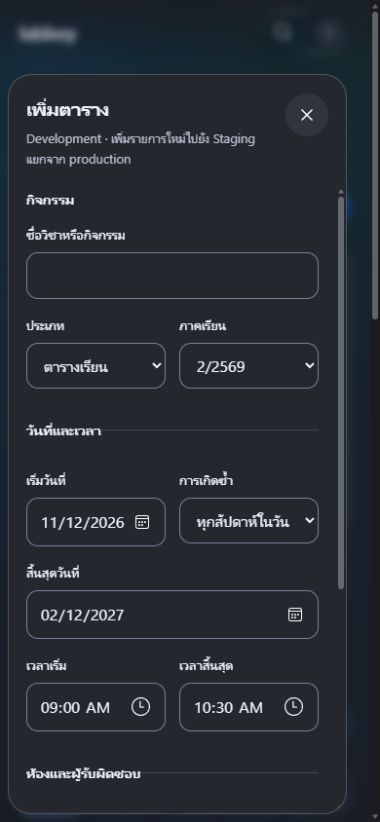 เพิ่มตาราง
Development · เพิ่มรายการใหม่ไปยัง Staging
แยกจาก production
กิจกรรม
ชื่อวิชาหรือกิจกรรม
ประเภท
ภาคเรียน
ตารางเรียน
2/2569
วันที่และเวลา
เริ่มวันที่
การเกิดซ้ำ
11/12/2026
ทุกสัปดาห์ในวัน
สิ้นสุดวันที่
02/12/2027
เวลาเริ่ม
เวลาสิ้นสุด
09:00 AM
10:30 AM
ห้องและผู้รับผิดชอบ